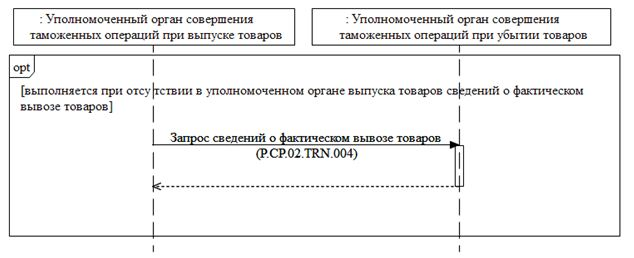 : Уполномоченный орган совершения
таможенных операций при выпуске товаров
: Уполномоченный орган совершения
таможенных операций при убытии товаров
opt
[выполняется при отсутствии в уполномоченном органе выпуска товаров сведений о фактическом
вывозе товаров]
Запрос сведений о фактическом вывозе товаров
(P.CP.02.TRN.004)